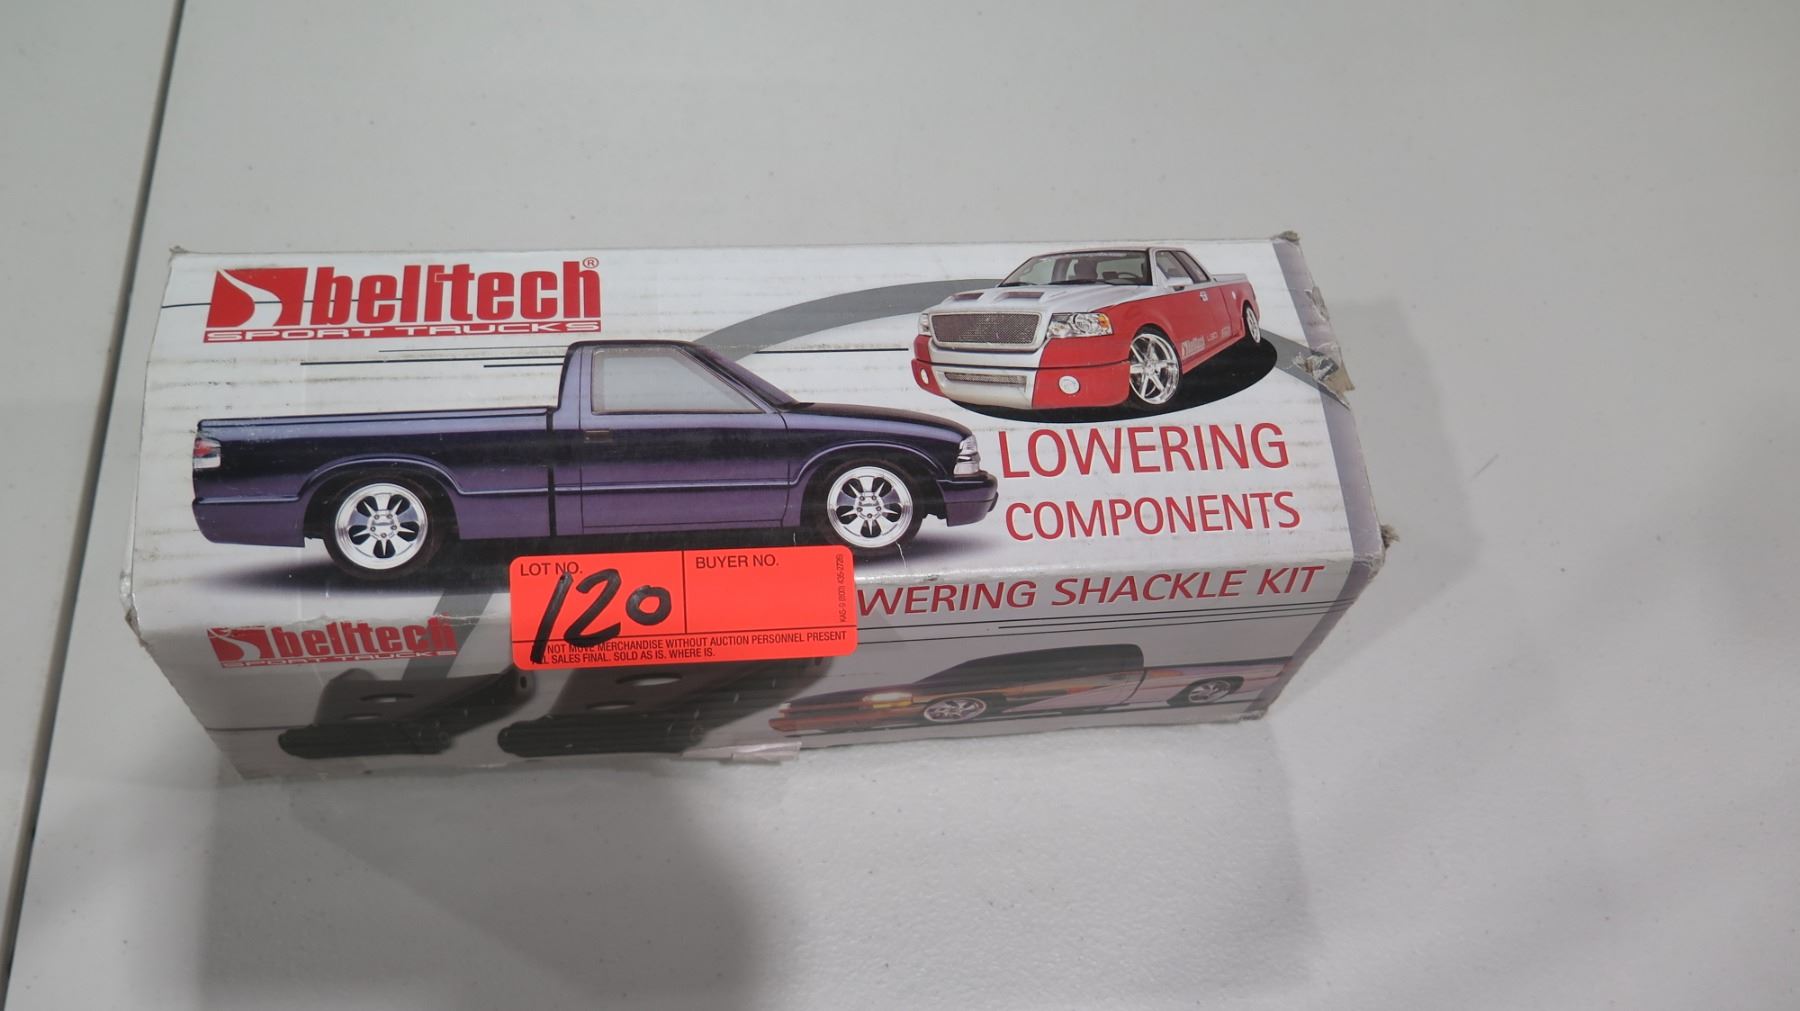 belltech®
SPORT TRUCKS
LOWERING
COMPONENTS
WERING SHACKLE KIT
belltech
SPORT TRUCKS
LOT NO.
120
BUYER NO.
NOT MOVE MERCHANDISE WITHOUT AUCTION PERSONNEL PRESENT
ALL SALES FINAL. SOLD AS IS. WHERE IS.